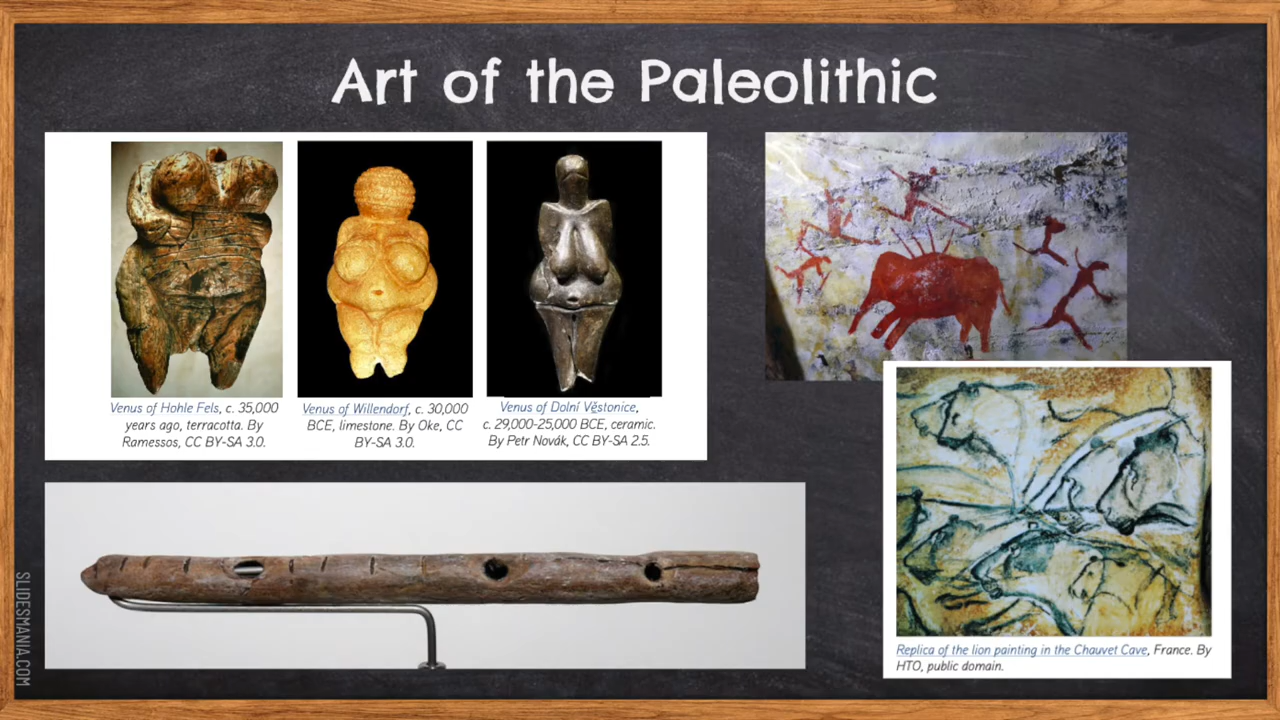 Art of the Paleolithic
Venus of Hohle Fels, c. 35,000
years ago, terracotta. By
Ramessos, CC BY-SA 3.0.
Venus of Willendorf, c. 30,000
BCE, limestone. By Oke, CC
BY-SA 3.0.
Venus of Dolní Věstonice,
c. 29,000-25,000 BCE, ceramic.
By Petr Novák, CC BY-SA 2.5.
Replica of the lion painting in the Chauvet Cave, France. By
HTO, public domain.
SLIDESMANIA.COM